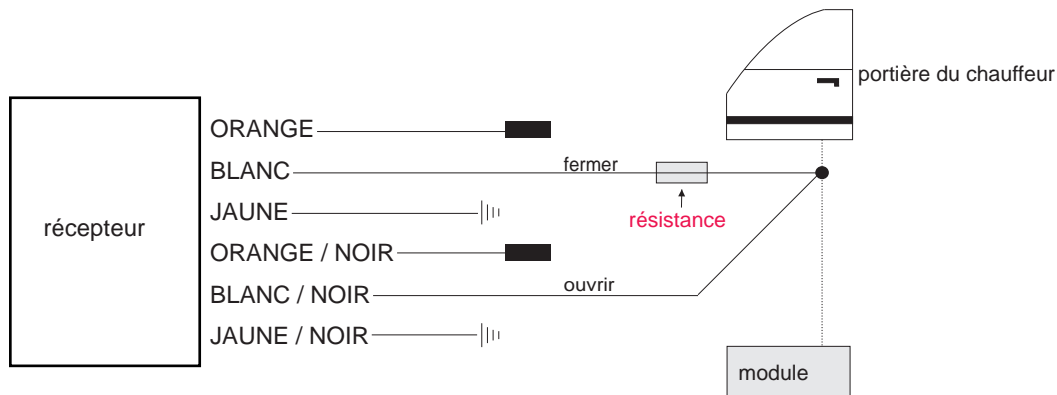 portière du chauffeur
ORANGE
BLANC
fermer
JAUNE
résistance
récepteur
ORANGE / NOIR
BLANC / NOIR
ouvrir
JAUNE / NOIR
module